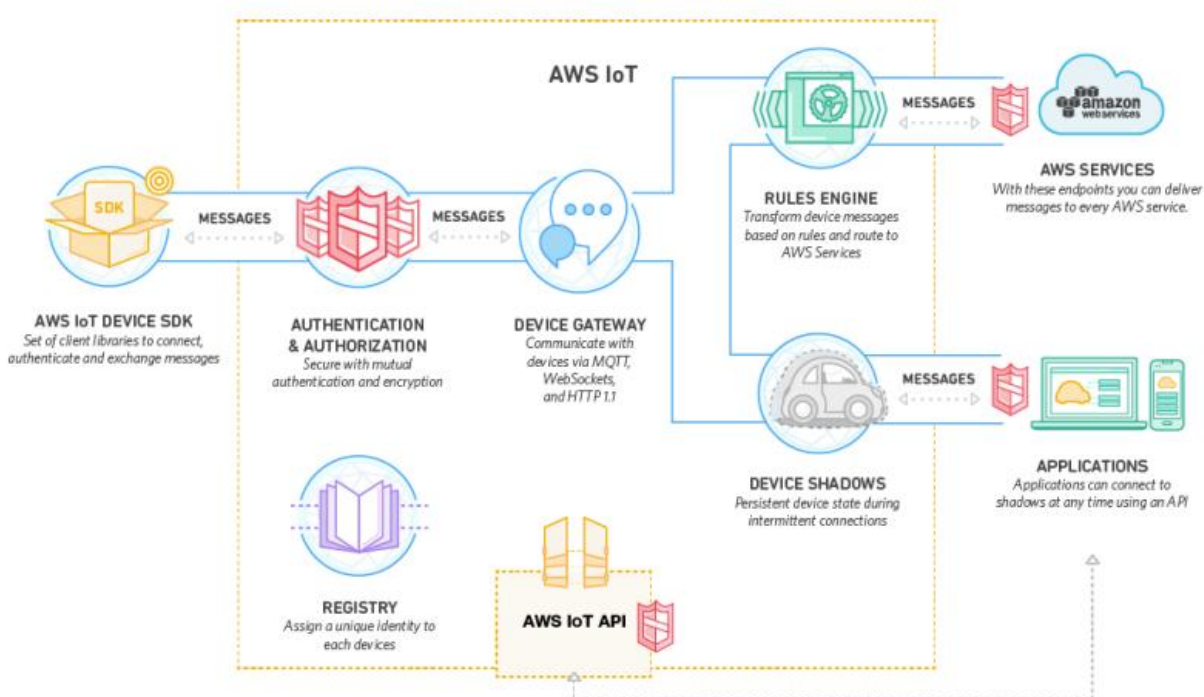 AWS IoT
SDK
MESSAGES
MESSAGES
MESSAGES
amazon
webservices
AWS IoT DEVICE SDK
Set of client libraries to connect,
authenticate and exchange messages
AUTHENTICATION
& AUTHORIZATION
Secure with mutual
authentication and encryption
DEVICE GATEWAY
Communicate with
devices via MQTT,
WebSockets,
and HTTP 1.1
RULES ENGINE
Transform device messages
based on rules and route to
AWS Services
AWS SERVICES
With these endpoints you can deliver
messages to every AWS service.
MESSAGES
DEVICE SHADOWS
Persistent device state during
intermittent connections
APPLICATIONS
Applications can connect to
shadows at any time using an API
REGISTRY
Assign a unique identity to
each devices
AWS IoT API